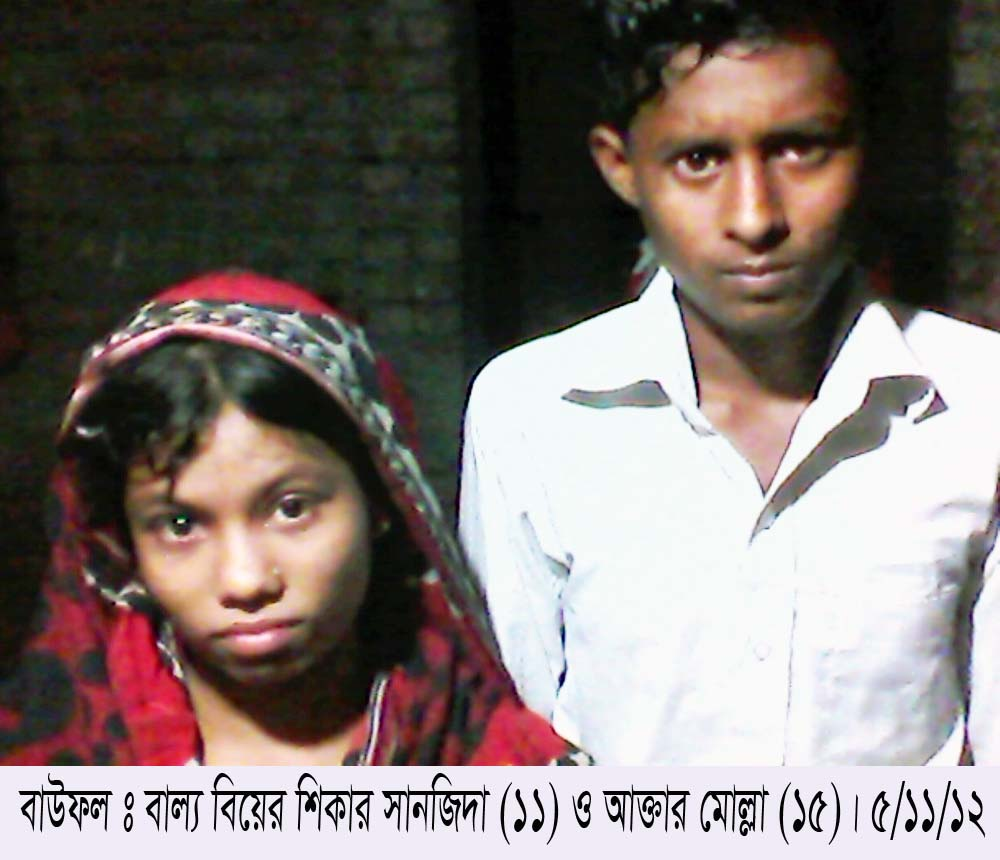 বাউফল ঃ বাল্য বিয়ের শিকার সানজিদা (১১) ও আক্তার মোল্লা (১৫)। ৫/১১/১২